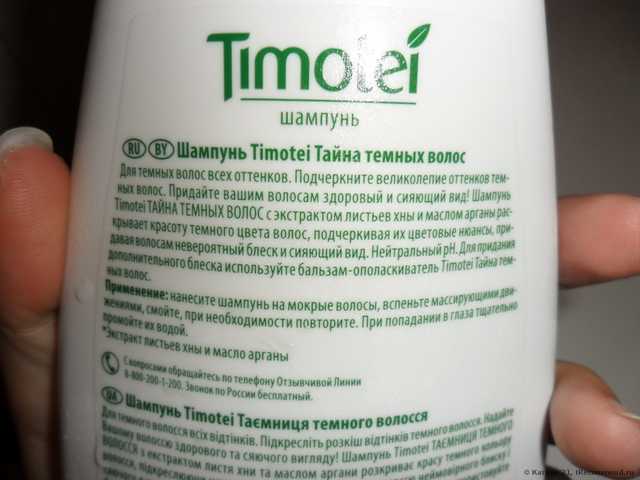 Timotei
шампунь
RU BY Шампунь Timotei Тайна темных волос
Для темных волос всех оттенков. Подчеркните великолепие оттенков тем-
ных волос. Придайте вашим волосам здоровый и сияющий вид! Шампунь
Timotei ТАЙНА ТЕМНЫХ ВОЛОС с экстрактом листьев хны и маслом арганы рас-
крывает красоту темного цвета волос, подчеркивая их цветовые нюансы, при-
давая волосам невероятный блеск и сияющий вид. Нейтральный pH. Для придания
дополнительного блеска используйте бальзам-ополаскиватель Timotei Тайна тем-
ных волос.
Применение: нанесите шампунь на мокрые волосы, вспеньте массирующими дви-
жениями, смойте, при необходимости повторите. При попадании в глаза тщательно
промойте их водой.
*Экстракт листьев хны и масло арганы
С вопросами обращайтесь по телефону Отзывчивой Линии
8-800-200-1-200. Звонок по России бесплатный.
UA Шампунь Timotei Таємниця темного волосся
Для темного волосся всіх відтінків. Підкресліть розкіш відтінків темного волосся. Надайте
Вашому волоссю здорового та сяючого вигляду! Шампунь Timotei ТАЄМНИЦЯ ТЕМНОГО
ВОЛОССЯ з екстрактом листя хни та маслом аргани розкриває красу темного кольору
волосся, підкреслюючи неймовірного блиску і